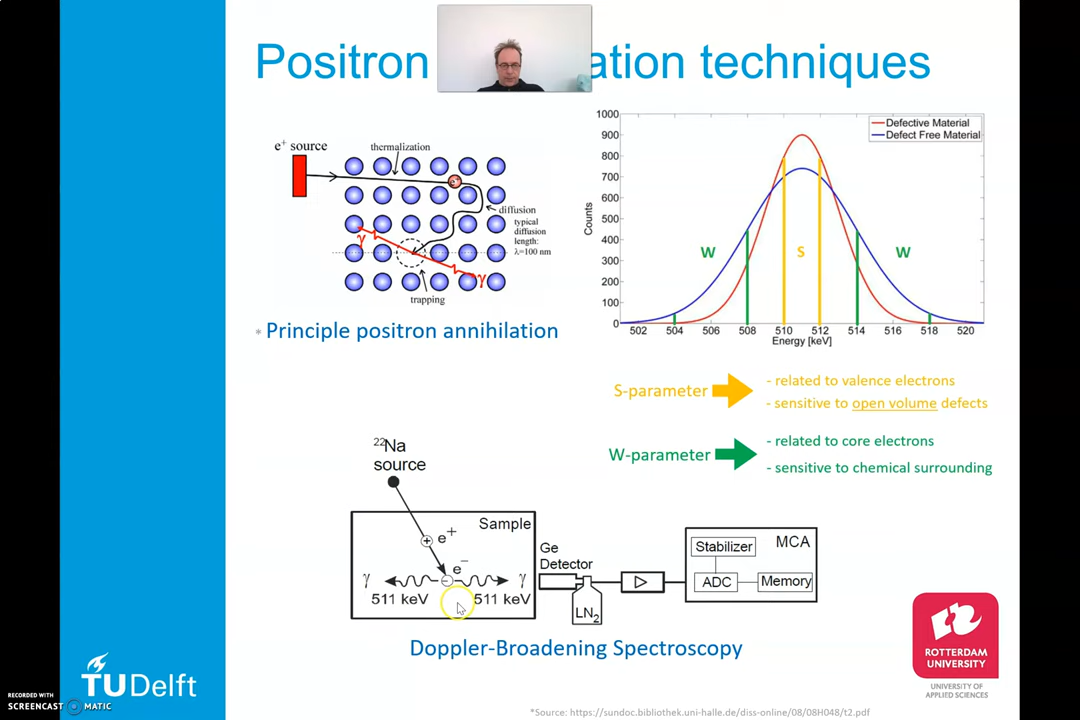 Positron
ation techniques
e+ source
thermalization
e+
diffusion
typical
diffusion
length:
λ=100 nm
γ
γ
trapping
* Principle positron annihilation
1000
900
800
700
600
500
400
300
200
100
0
Counts
Defective Material
Defect Free Material
W
S
W
502
504
506
508
510
512
514
516
518
520
Energy [keV]
S-parameter
- related to valence electrons
- sensitive to open volume defects
W-parameter
- related to core electrons
- sensitive to chemical surrounding
22Na
source
Sample
e+
e−
γ
γ
511 keV
511 keV
Ge
Detector
LN2
MCA
Stabilizer
ADC
Memory
Doppler-Broadening Spectroscopy
TUDelft
ROTTERDAM
UNIVERSITY
UNIVERSITY OF
APPLIED SCIENCES
RECORDED WITH
SCREENCAST MATIC
*Source: https://sundoc.bibliothek.uni-halle.de/diss-online/08/08H048/t2.pdf